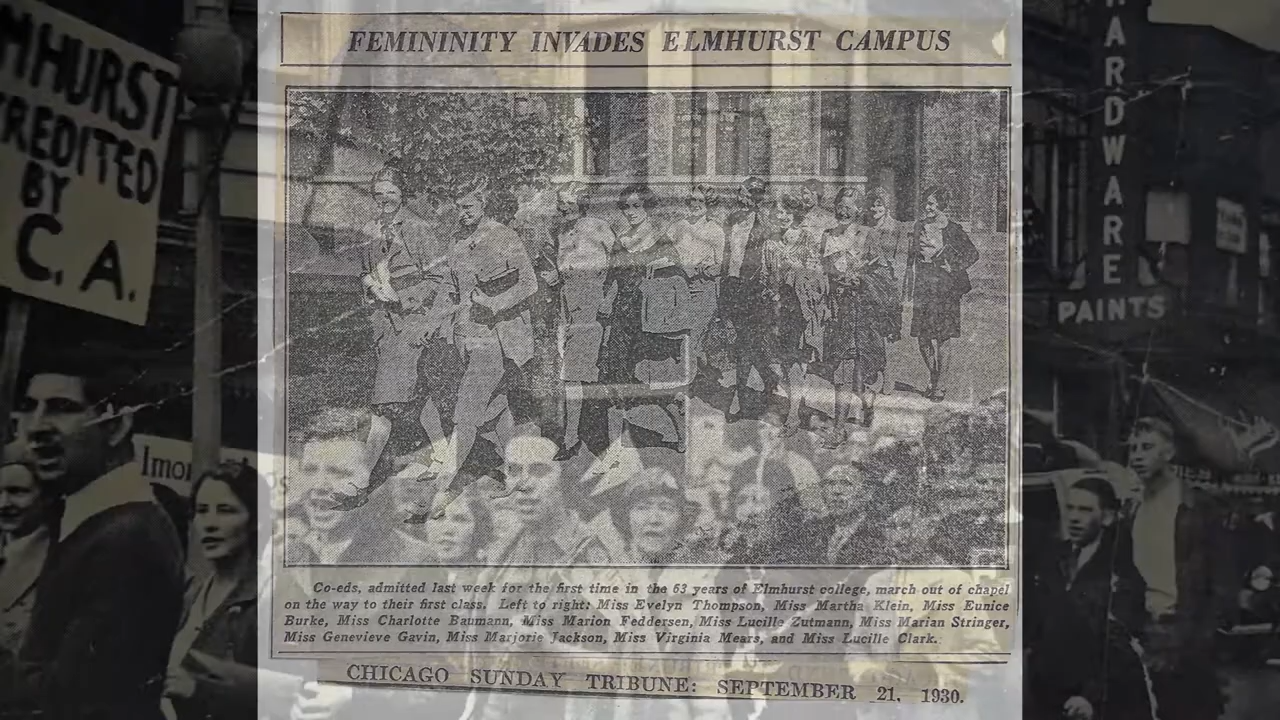 FEMININITY INVADES ELMHURST CAMPUS
Co-eds, admitted last week for the first time in the 63 years of Elmhurst college, march out of chapel
on the way to their first class. Left to right: Miss Evelyn Thompson, Miss Martha Klein, Miss Eunice
Burke, Miss Charlotte Baumann, Miss Marion Feddersen, Miss Lucille Zutmann, Miss Marian Stringer,
Miss Genevieve Gavin, Miss Marjorie Jackson, Miss Virginia Mears, and Miss Lucille Clark.
CHICAGO SUNDAY TRIBUNE: SEPTEMBER 21, 1930.
MHURST
CREDITED
BY
C. A.
HARDWARE
PAINTS